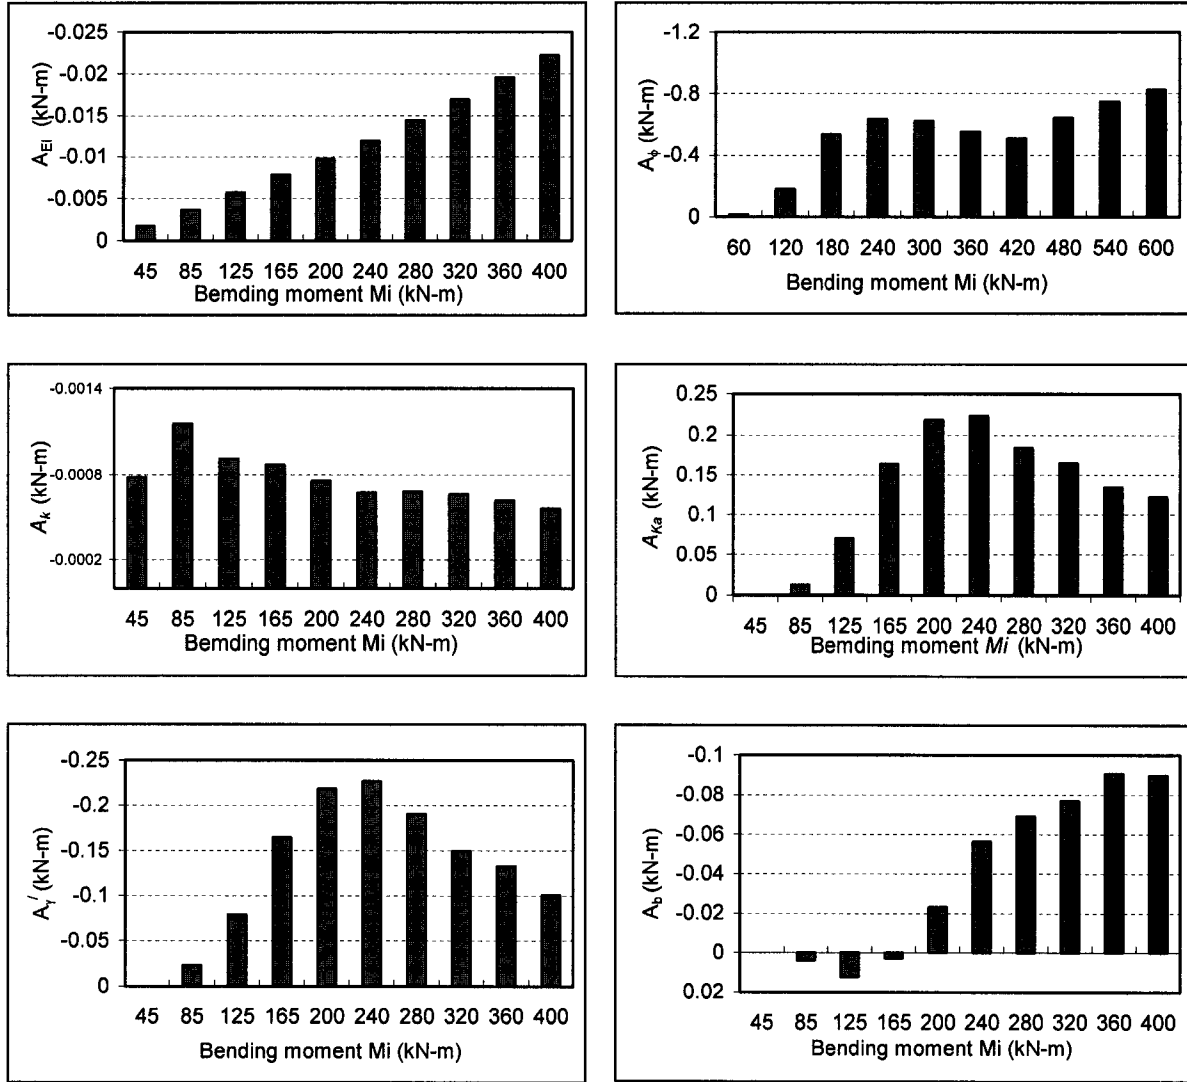 -0.025
-0.02
-0.015
-0.01
-0.005
0
A_EI (kN-m)
45 85 125 165 200 240 280 320 360 400
Bemding moment Mi (kN-m)
-1.2
-0.8
-0.4
0
A_ϕ (kN-m)
60 120 180 240 300 360 420 480 540 600
Bending moment Mi (kN-m)
-0.0014
-0.0008
-0.0002
A_k (kN-m)
45 85 125 165 200 240 280 320 360 400
Bemding moment Mi (kN-m)
0.25
0.2
0.15
0.1
0.05
0
A_Ka (kN-m)
45 85 125 165 200 240 280 320 360 400
Bemding moment Mi (kN-m)
-0.25
-0.2
-0.15
-0.1
-0.05
0
A_γ′ (kN-m)
45 85 125 165 200 240 280 320 360 400
Bending moment Mi (kN-m)
-0.1
-0.08
-0.06
-0.04
-0.02
0
0.02
A_b (kN-m)
45 85 125 165 200 240 280 320 360 400
Bemding moment Mi (kN-m)